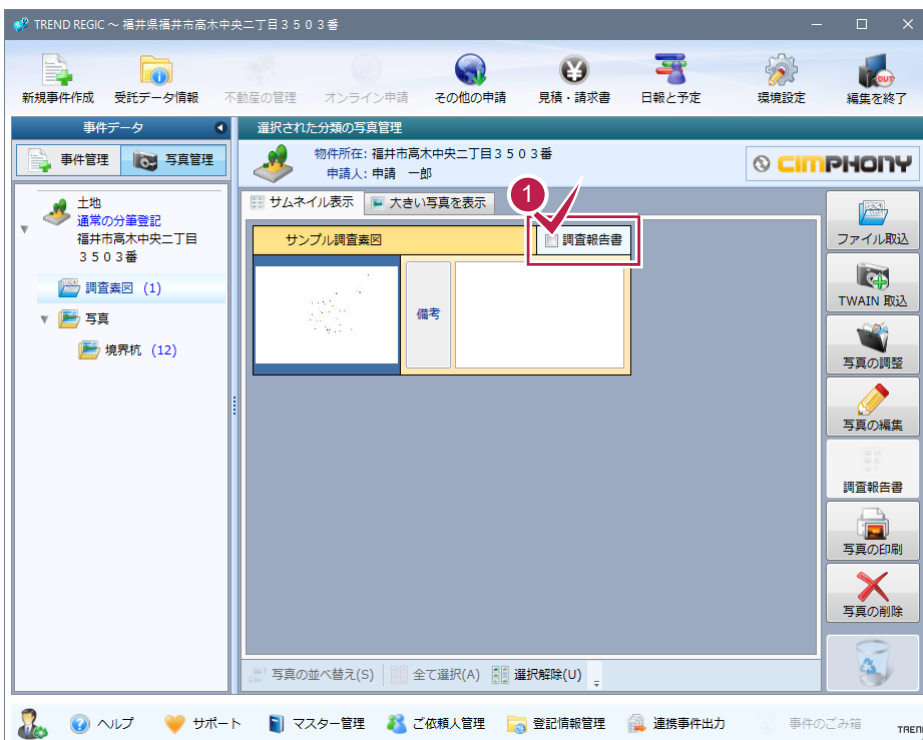 TREND REGIC ～ 福井県福井市高木中央二丁目３５０３番
新規事件作成 受託データ情報 不動産の管理 オンライン申請 その他の申請 見積・請求書 日報と予定 環境設定 編集を終了
OUT
事件データ
選択された分類の写真管理
事件管理 写真管理
物件所在: 福井市高木中央二丁目３５０３番
申請人: 申請 一郎
CIMPHONY
土地
通常の分筆登記
福井市高木中央二丁目
３５０３番
調査素図 (1)
写真
境界杭 (12)
サムネイル表示 大きい写真を表示
1
サンプル調査素図 調査報告書
備考
ファイル取込
TWAIN 取込
写真の調整
写真の編集
調査報告書
写真の印刷
写真の削除
写真の並べ替え(S) 全て選択(A) 選択解除(U)
ヘルプ サポート マスター管理 ご依頼人管理 登記情報管理 連携事件出力 事件のごみ箱 TREN